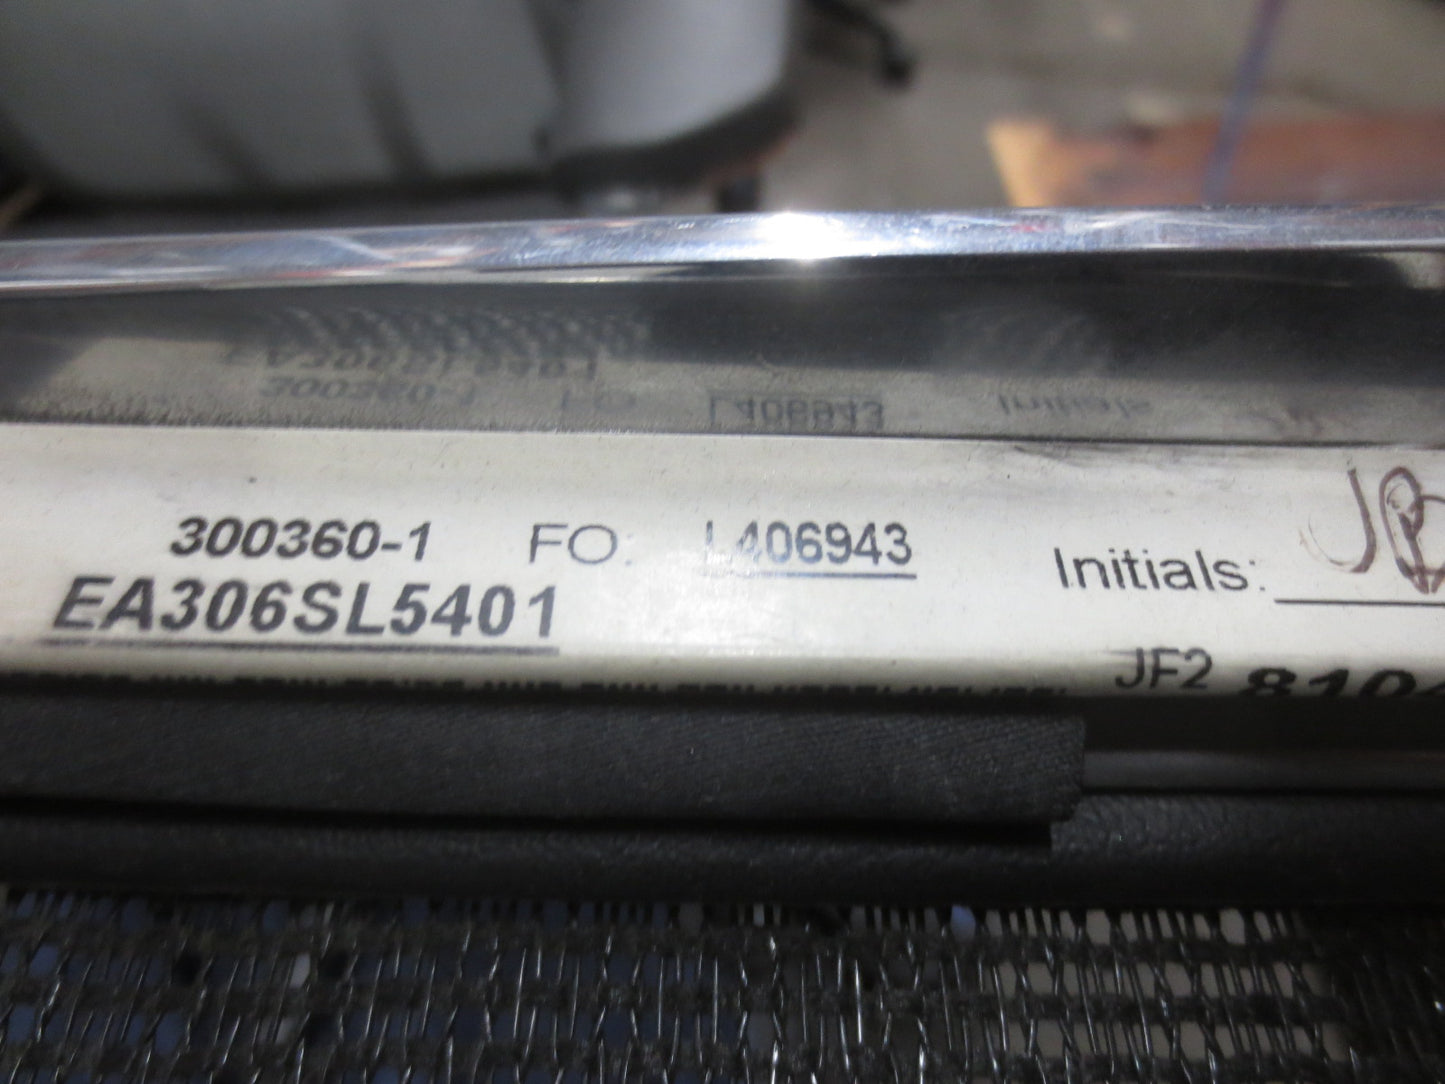 300360-1 FO: L406943 Initials:
EA306SL5401
JF2